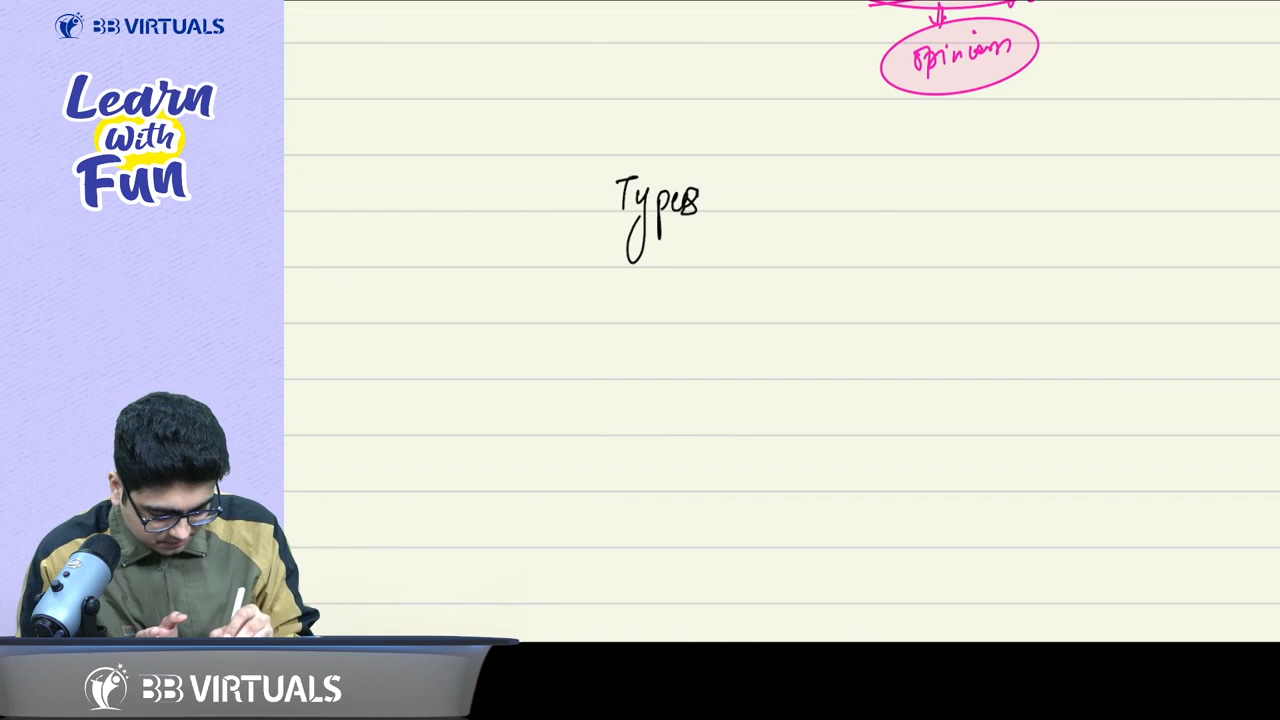 BB VIRTUALS
Learn
With
Fun
opinion
Types
BB VIRTUALS